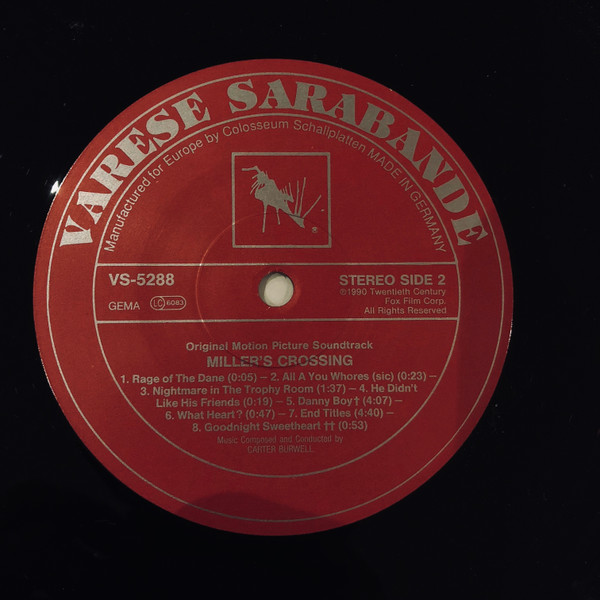 VARESE SARABANDE
Manufactured for Europe by Colosseum Schallplatten MADE IN GERMANY
®
VS-5288
GEMA LC 6083
STEREO SIDE 2
℗1990 Twentieth Century
Fox Film Corp.
All Rights Reserved
Original Motion Picture Soundtrack
MILLER'S CROSSING
1. Rage of The Dane (0:05) – 2. All A You Whores (sic) (0:23) –
3. Nightmare in The Trophy Room (1:37) – 4. He Didn't
Like His Friends (0:19) – 5. Danny Boy† (4:07) –
6. What Heart? (0:47) – 7. End Titles (4:40) –
8. Goodnight Sweetheart †† (0:53)
Music Composed and Conducted by
CARTER BURWELL